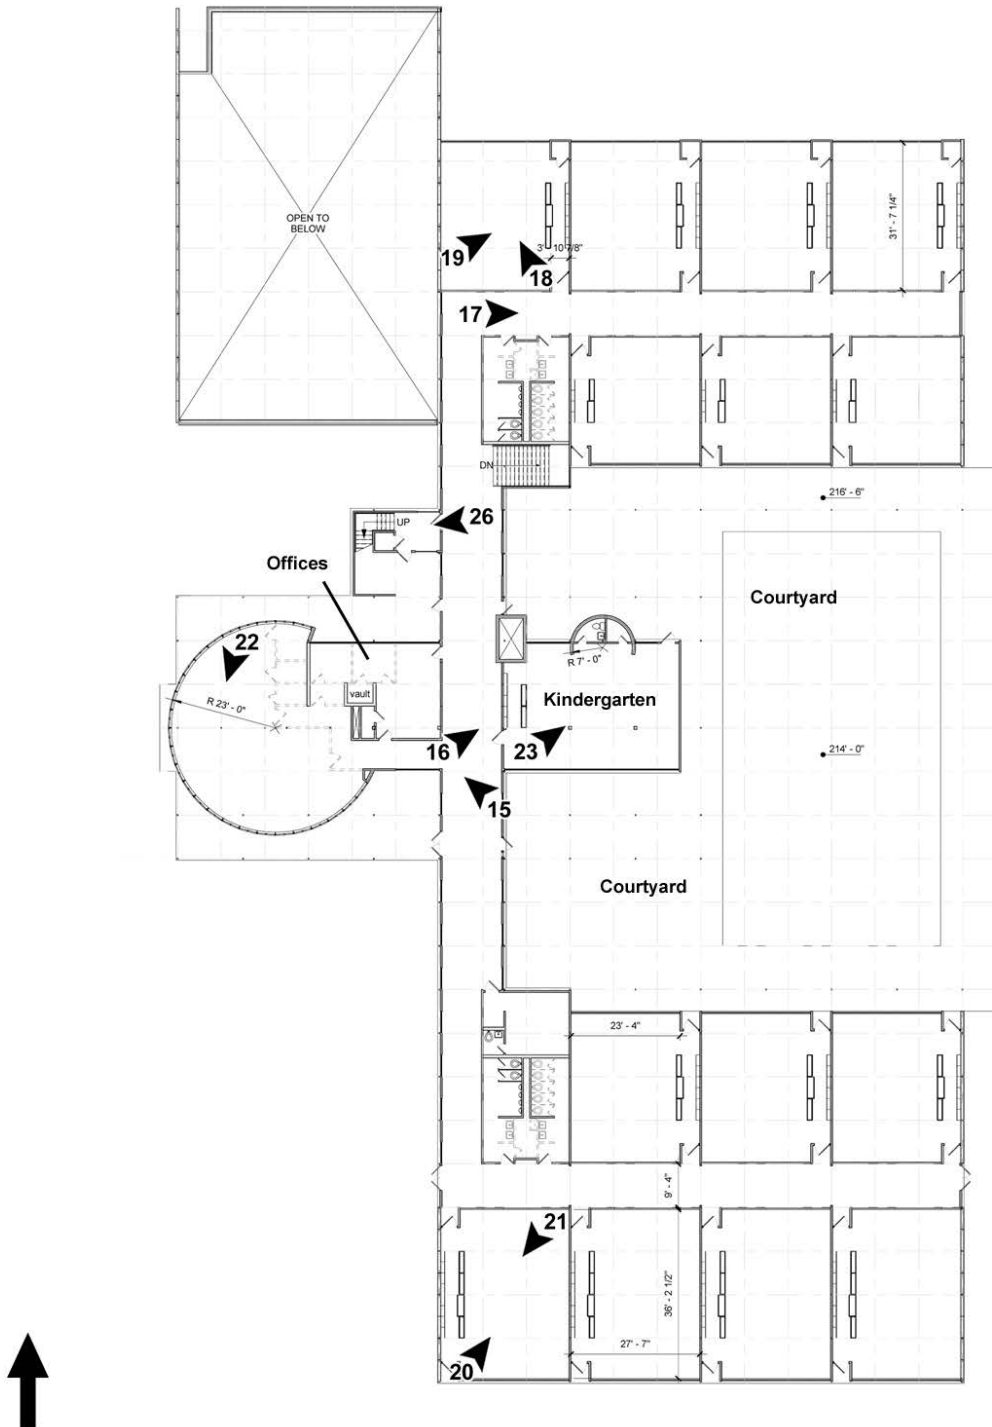 OPEN TO
BELOW
31' - 7 1/4"
19
3' - 10 7/8"
18
17
DN
216' - 6"
26
UP
Offices
Courtyard
22
R 7' - 0"
vault
Kindergarten
R 23' - 0"
16
23
214' - 0"
15
Courtyard
23' - 4"
9' - 4"
21
36' - 2 1/2"
27' - 7"
20